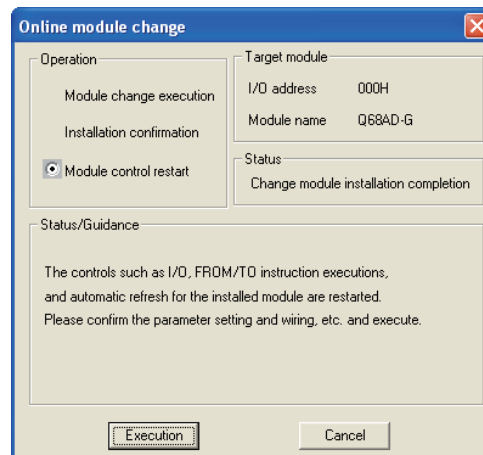 Online module change
Operation
Module change execution
Installation confirmation
Module control restart
Target module
I/O address 000H
Module name Q68AD-G
Status
Change module installation completion
Status/Guidance
The controls such as I/O, FROM/TO instruction executions,
and automatic refresh for the installed module are restarted.
Please confirm the parameter setting and wiring, etc. and execute.
Execution Cancel